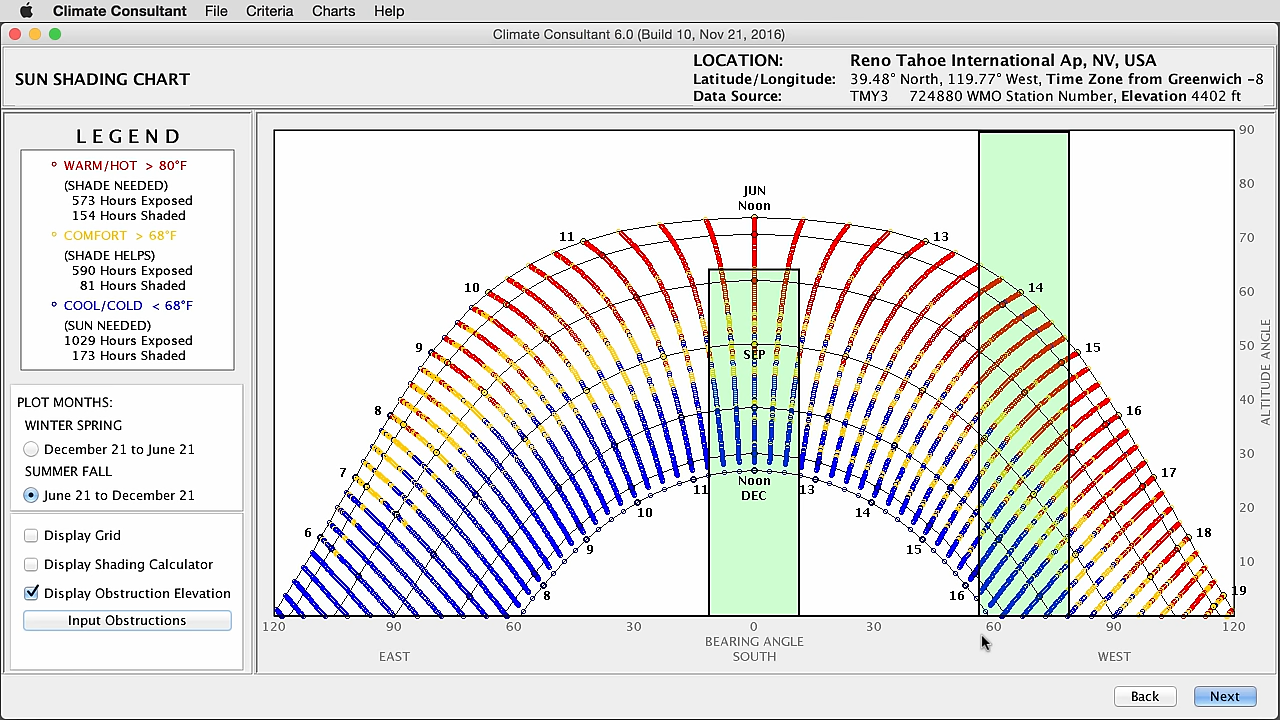 Climate Consultant File Criteria Charts Help
Climate Consultant 6.0 (Build 10, Nov 21, 2016)
SUN SHADING CHART
LOCATION: Reno Tahoe International Ap, NV, USA
Latitude/Longitude: 39.48° North, 119.77° West, Time Zone from Greenwich -8
Data Source: TMY3 724880 WMO Station Number, Elevation 4402 ft
LEGEND
WARM/HOT > 80°F
(SHADE NEEDED)
573 Hours Exposed
154 Hours Shaded
COMFORT > 68°F
(SHADE HELPS)
590 Hours Exposed
81 Hours Shaded
COOL/COLD < 68°F
(SUN NEEDED)
1029 Hours Exposed
173 Hours Shaded
PLOT MONTHS:
WINTER SPRING
December 21 to June 21
SUMMER FALL
June 21 to December 21
Display Grid
Display Shading Calculator
Display Obstruction Elevation
Input Obstructions
90
80
70
60
50
40
30
20
10
ALTITUDE ANGLE
JUN
Noon
11 13
10 14
9 15
SEP
8 16
7 17
Noon
DEC
11 13
10 14
6 18
9 15
8 16
19
120 90 60 30 0 30 60 90 120
BEARING ANGLE
EAST SOUTH WEST
Back Next